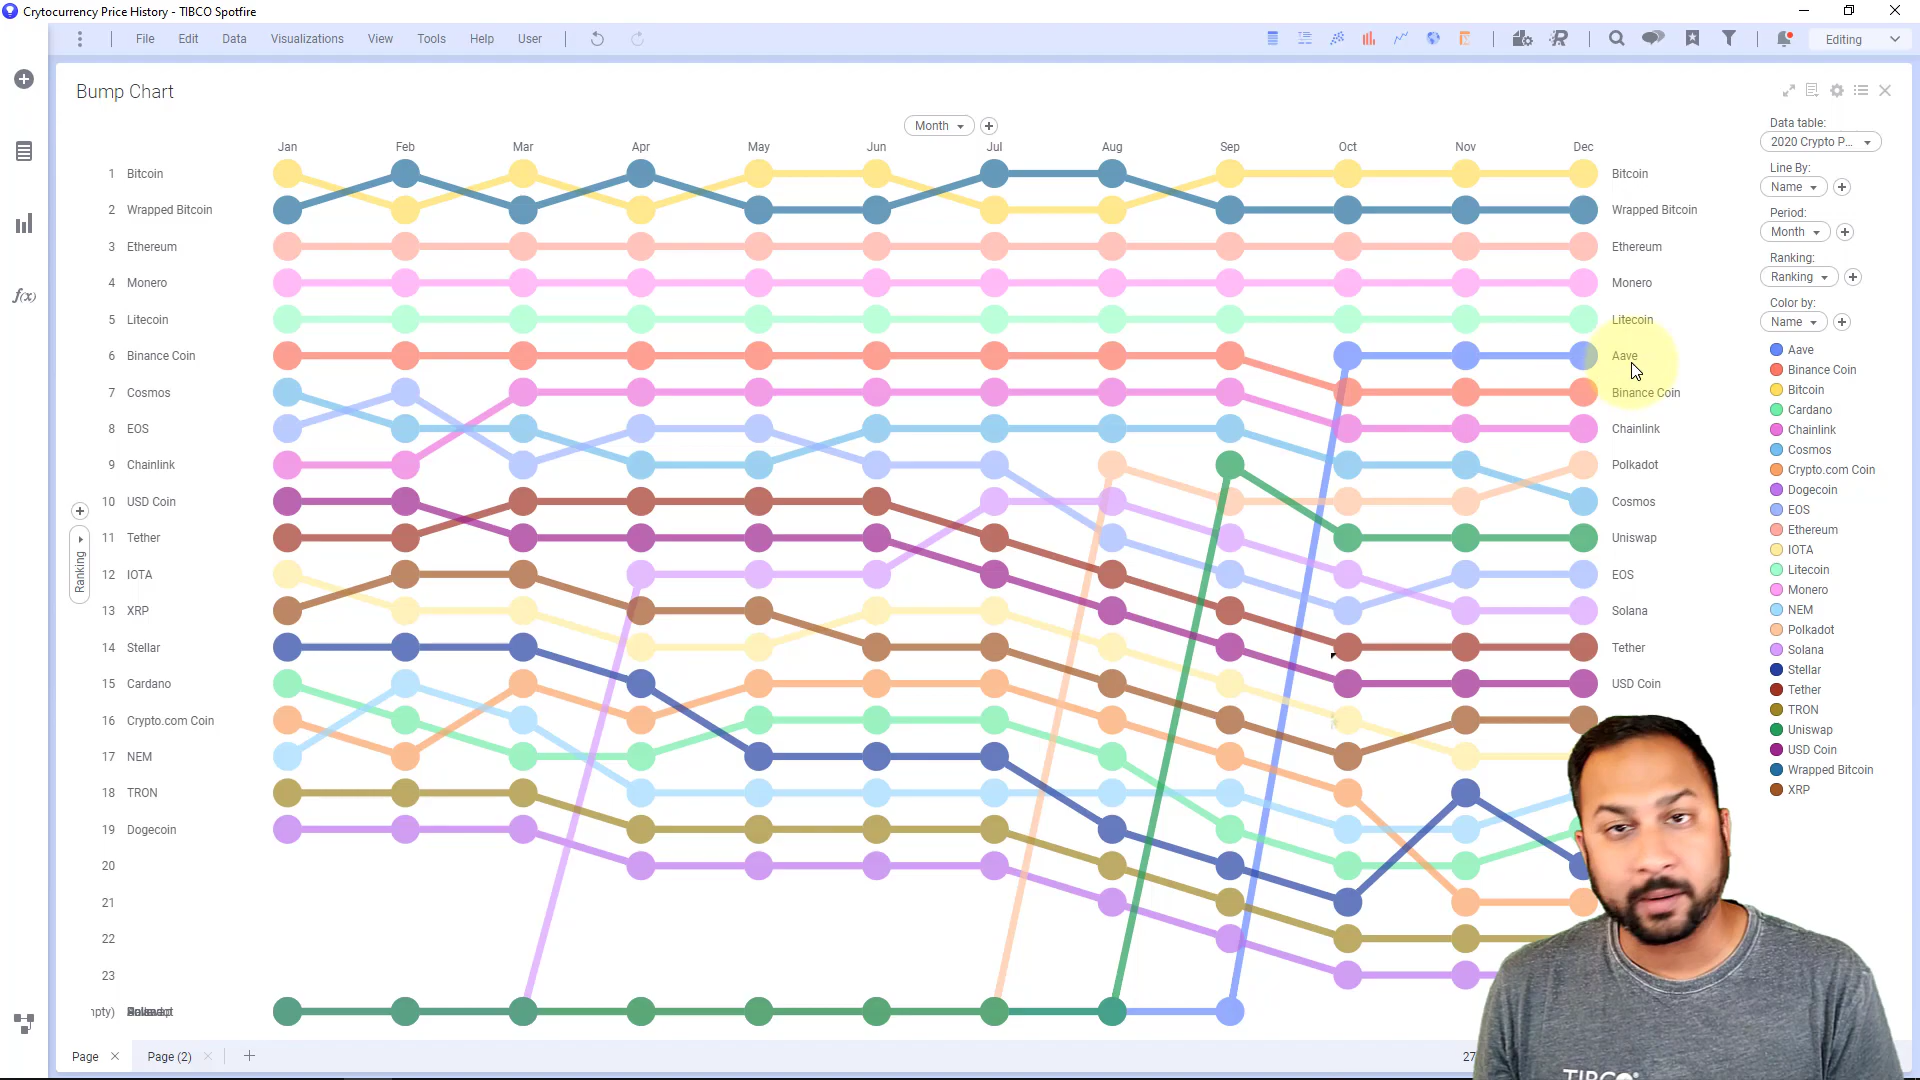 Crytocurrency Price History - TIBCO Spotfire
File Edit Data Visualizations View Tools Help User Editing
Bump Chart
Month
Jan Feb Mar Apr May Jun Jul Aug Sep Oct Nov Dec
1 Bitcoin Bitcoin
2 Wrapped Bitcoin Wrapped Bitcoin
3 Ethereum Ethereum
4 Monero Monero
5 Litecoin Litecoin
6 Binance Coin Aave
7 Cosmos Binance Coin
8 EOS Chainlink
9 Chainlink Polkadot
10 USD Coin Cosmos
11 Tether Uniswap
12 IOTA EOS
13 XRP Solana
14 Stellar Tether
15 Cardano USD Coin
16 Crypto.com Coin
17 NEM
18 TRON
19 Dogecoin
20
21
22
23
npty)
Ranking
Data table:
2020 Crypto P...
Line By:
Name
Period:
Month
Ranking:
Ranking
Color by:
Name
Aave
Binance Coin
Bitcoin
Cardano
Chainlink
Cosmos
Crypto.com Coin
Dogecoin
EOS
Ethereum
IOTA
Litecoin
Monero
NEM
Polkadot
Solana
Stellar
Tether
TRON
Uniswap
USD Coin
Wrapped Bitcoin
XRP
Page Page (2)
27
f(x)
R
TIBCO